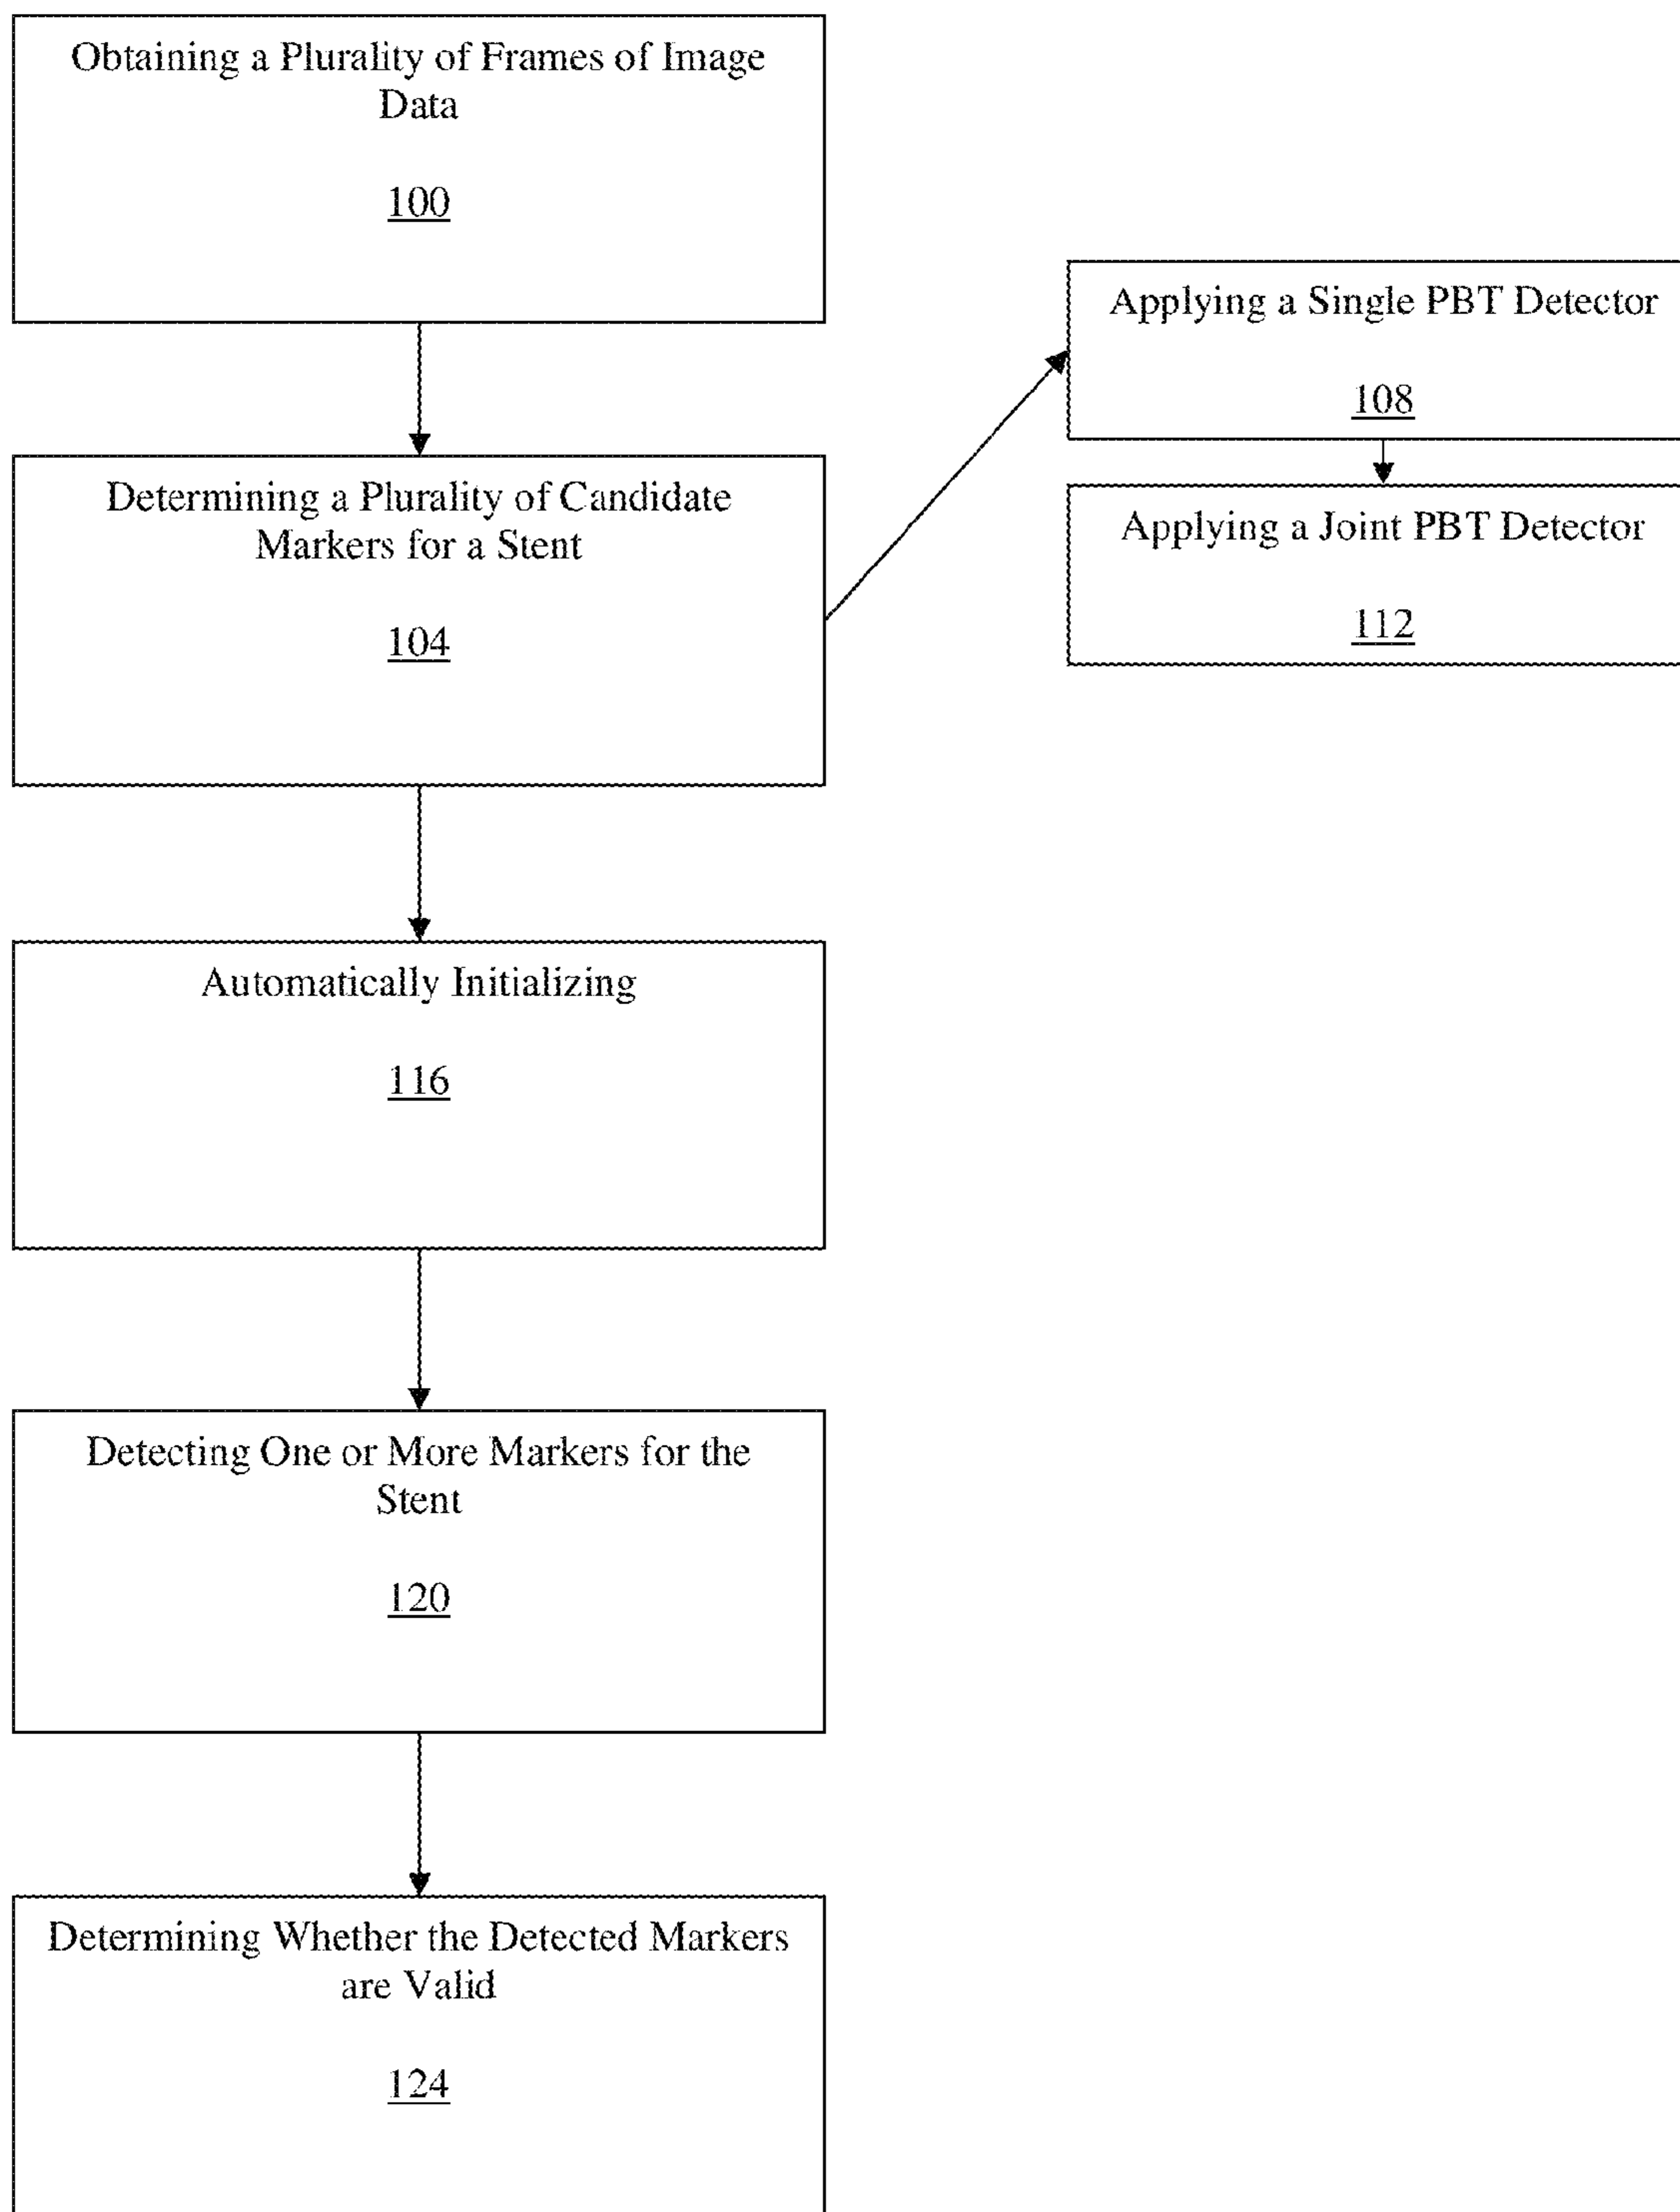 Obtaining a Plurality of Frames of Image
Data
100
Determining a Plurality of Candidate
Markers for a Stent
104
Applying a Single PBT Detector
108
Applying a Joint PBT Detector
112
Automatically Initializing
116
Detecting One or More Markers for the
Stent
120
Determining Whether the Detected Markers
are Valid
124